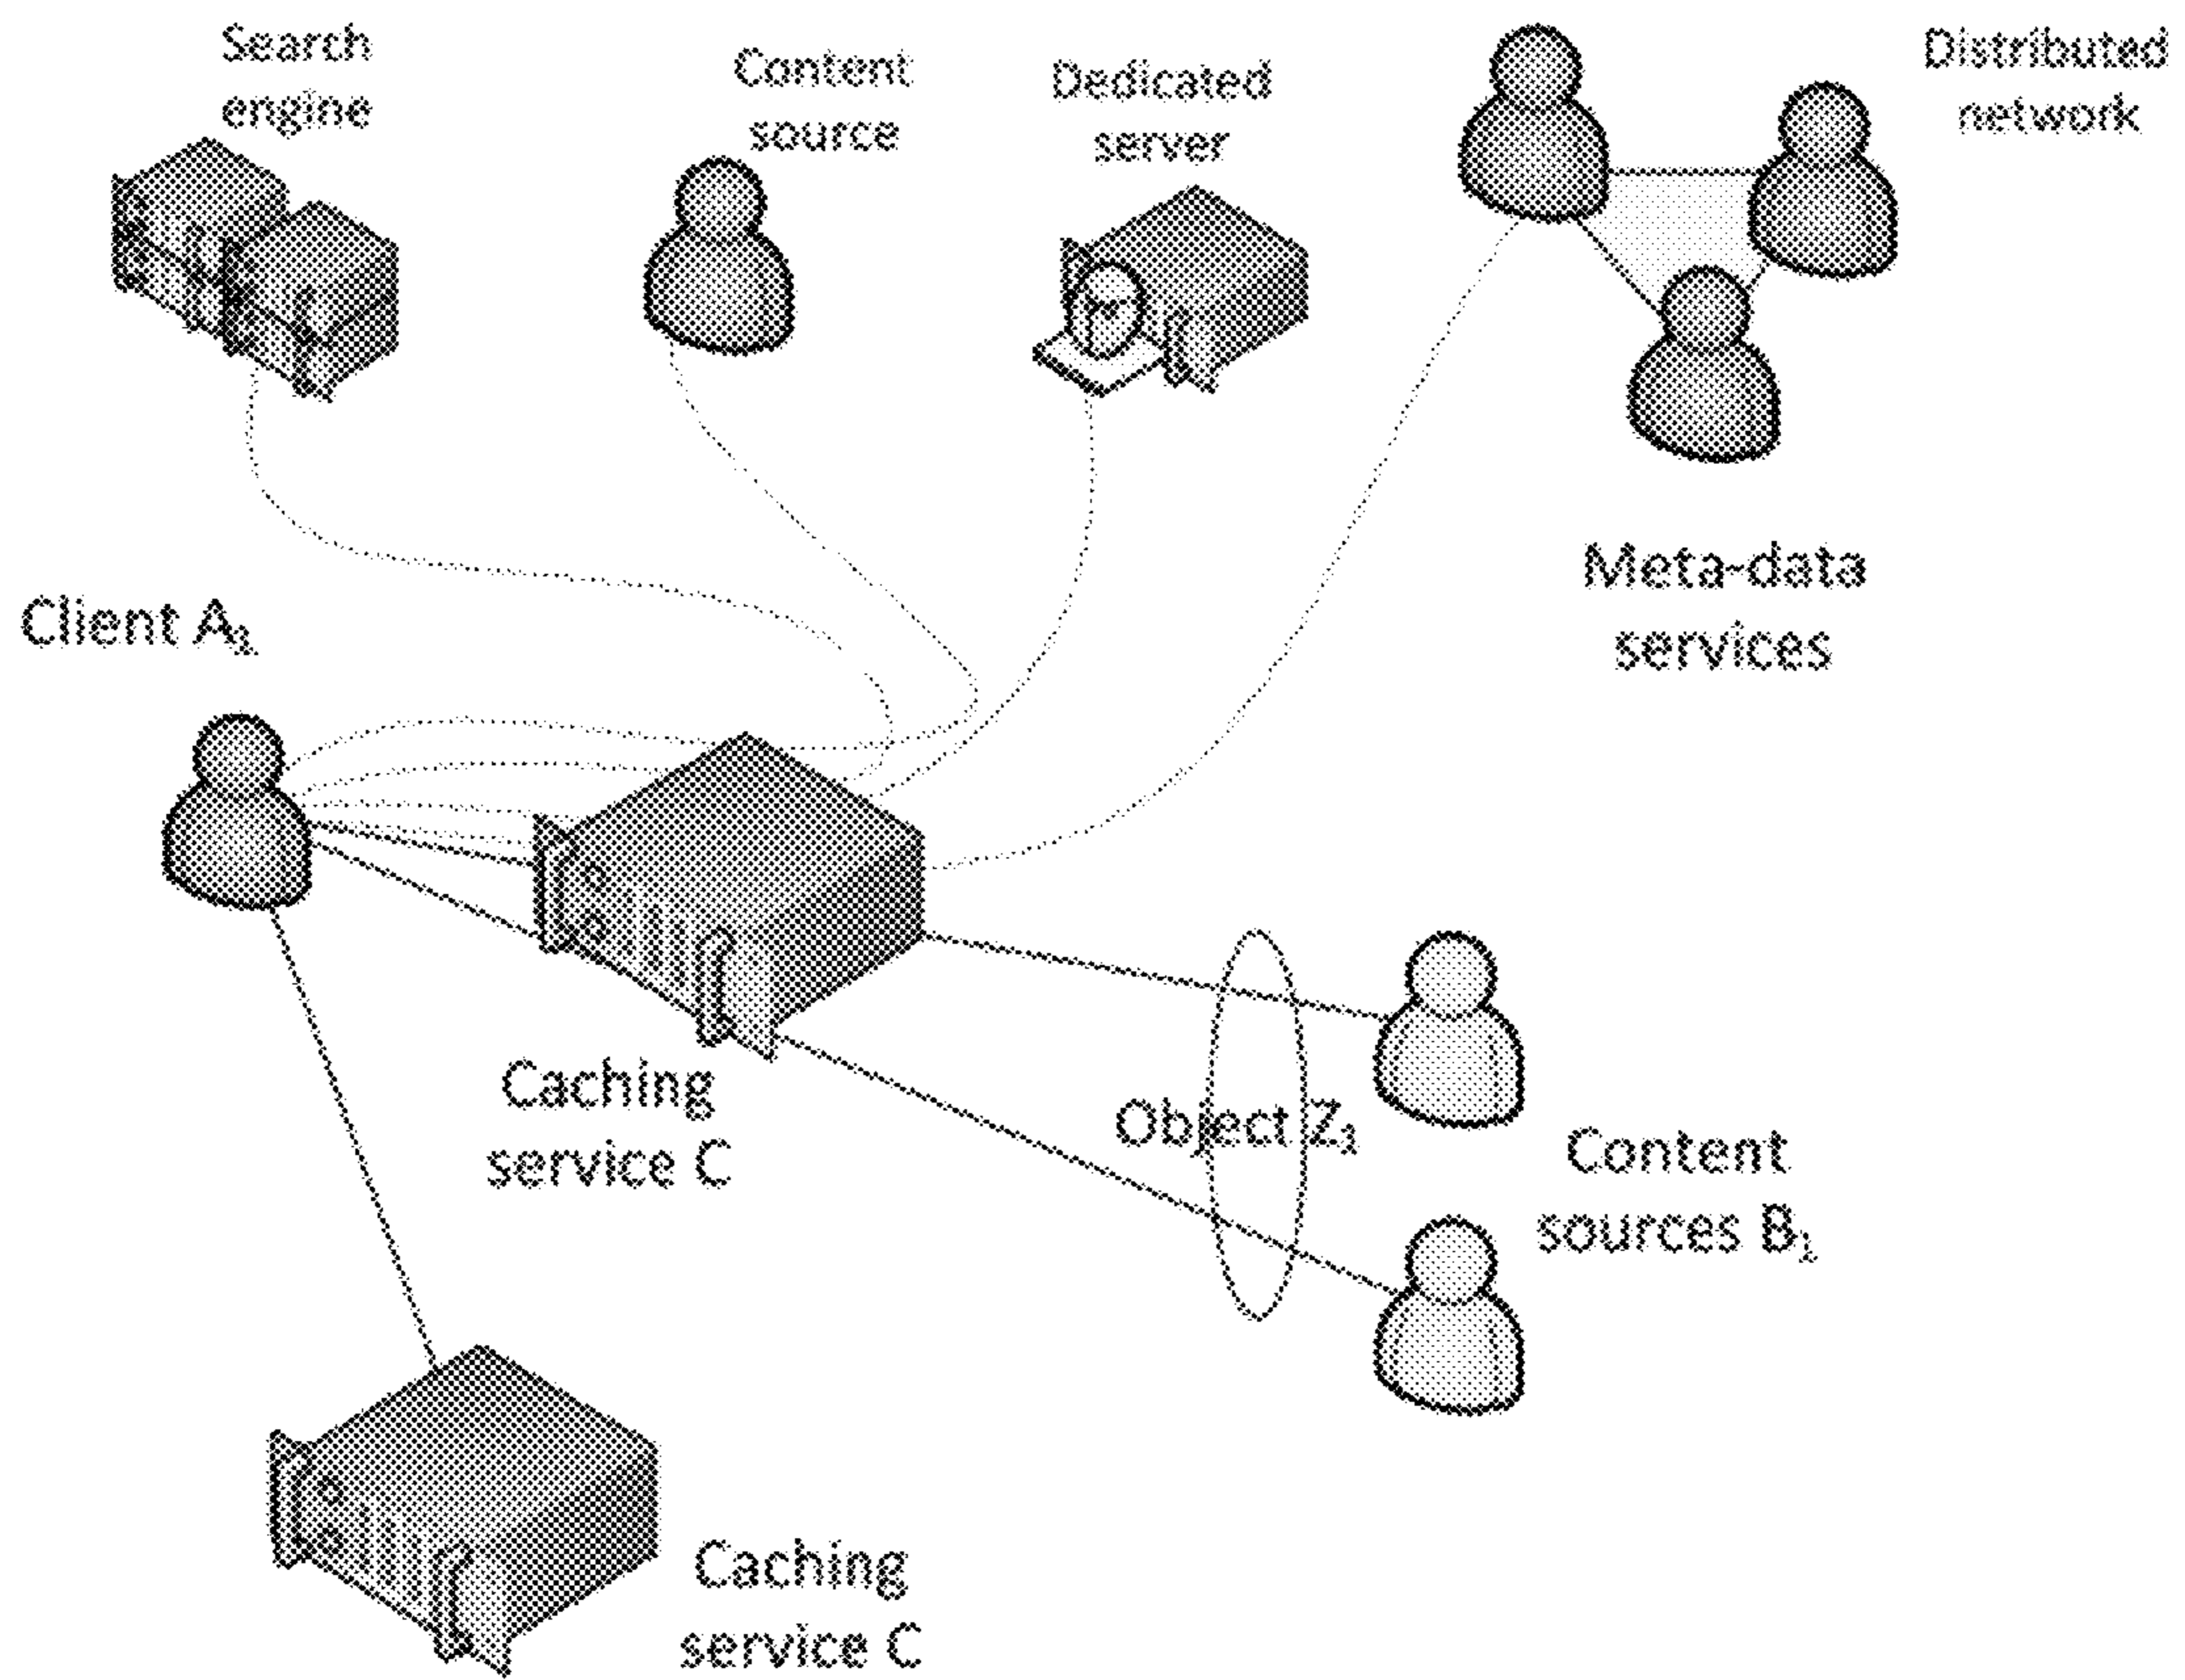 Search
engine
Content
source
Dedicated
server
Distributed
network
Meta-data
services
Client A₁
Caching
service C
Object Z₁
Content
sources B₁
Caching
service C